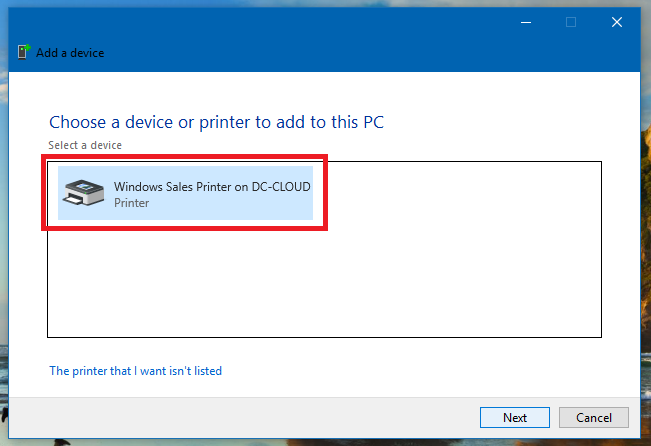 Add a device
Choose a device or printer to add to this PC
Select a device
Windows Sales Printer on DC-CLOUD
Printer
The printer that I want isn't listed
Next
Cancel